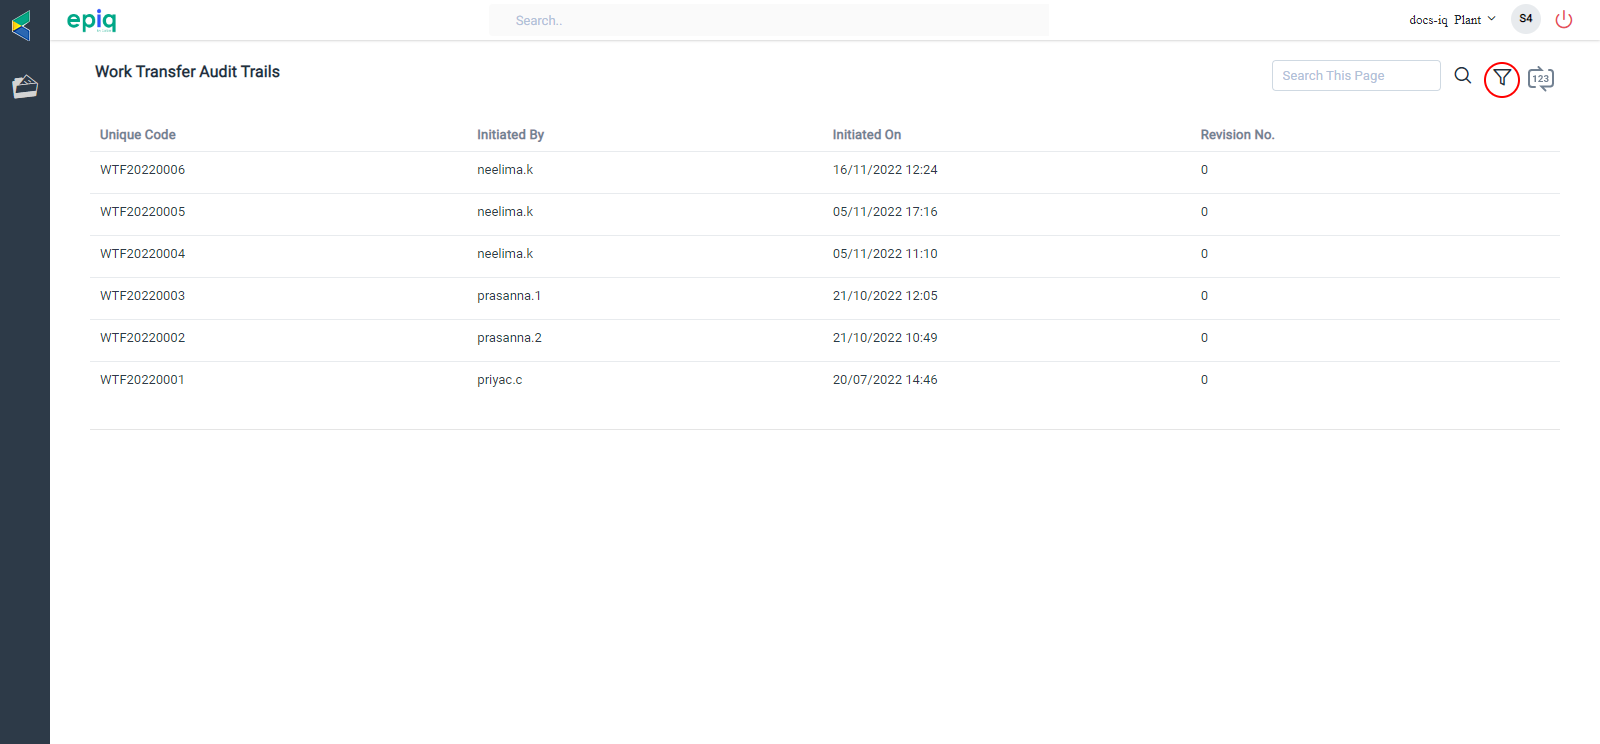 epiq
Search..
docs-iq Plant
S4
Work Transfer Audit Trails
Search This Page
123
Unique Code Initiated By Initiated On Revision No.
WTF20220006 neelima.k 16/11/2022 12:24 0
WTF20220005 neelima.k 05/11/2022 17:16 0
WTF20220004 neelima.k 05/11/2022 11:10 0
WTF20220003 prasanna.1 21/10/2022 12:05 0
WTF20220002 prasanna.2 21/10/2022 10:49 0
WTF20220001 priyac.c 20/07/2022 14:46 0